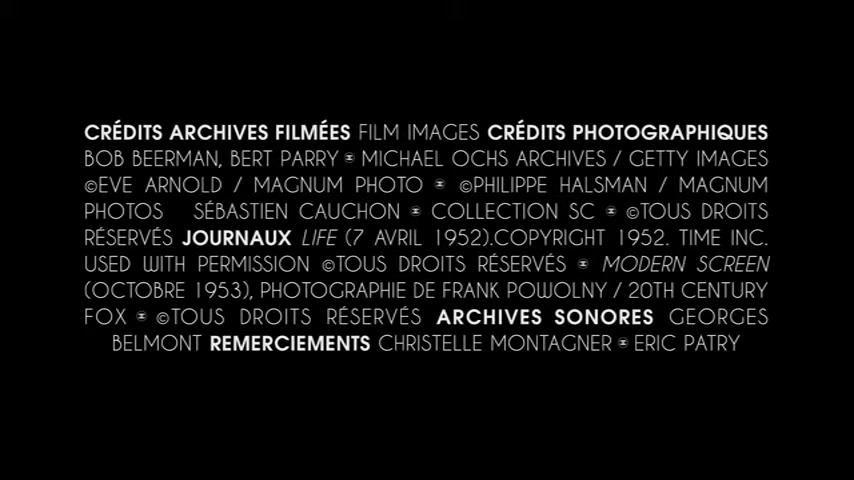 CRÉDITS ARCHIVES FILMÉES FILM IMAGES CRÉDITS PHOTOGRAPHIQUES
BOB BEERMAN, BERT PARRY MICHAEL OCHS ARCHIVES / GETTY IMAGES
©EVE ARNOLD / MAGNUM PHOTO ©PHILIPPE HALSMAN / MAGNUM
PHOTOS SÉBASTIEN CAUCHON COLLECTION SC ©TOUS DROITS
RÉSERVÉS JOURNAUX LIFE (7 AVRIL 1952).COPYRIGHT 1952. TIME INC.
USED WITH PERMISSION ©TOUS DROITS RÉSERVÉS MODERN SCREEN
(OCTOBRE 1953), PHOTOGRAPHIE DE FRANK POWOLNY / 20TH CENTURY
FOX ©TOUS DROITS RÉSERVÉS ARCHIVES SONORES GEORGES
BELMONT REMERCIEMENTS CHRISTELLE MONTAGNER ERIC PATRY